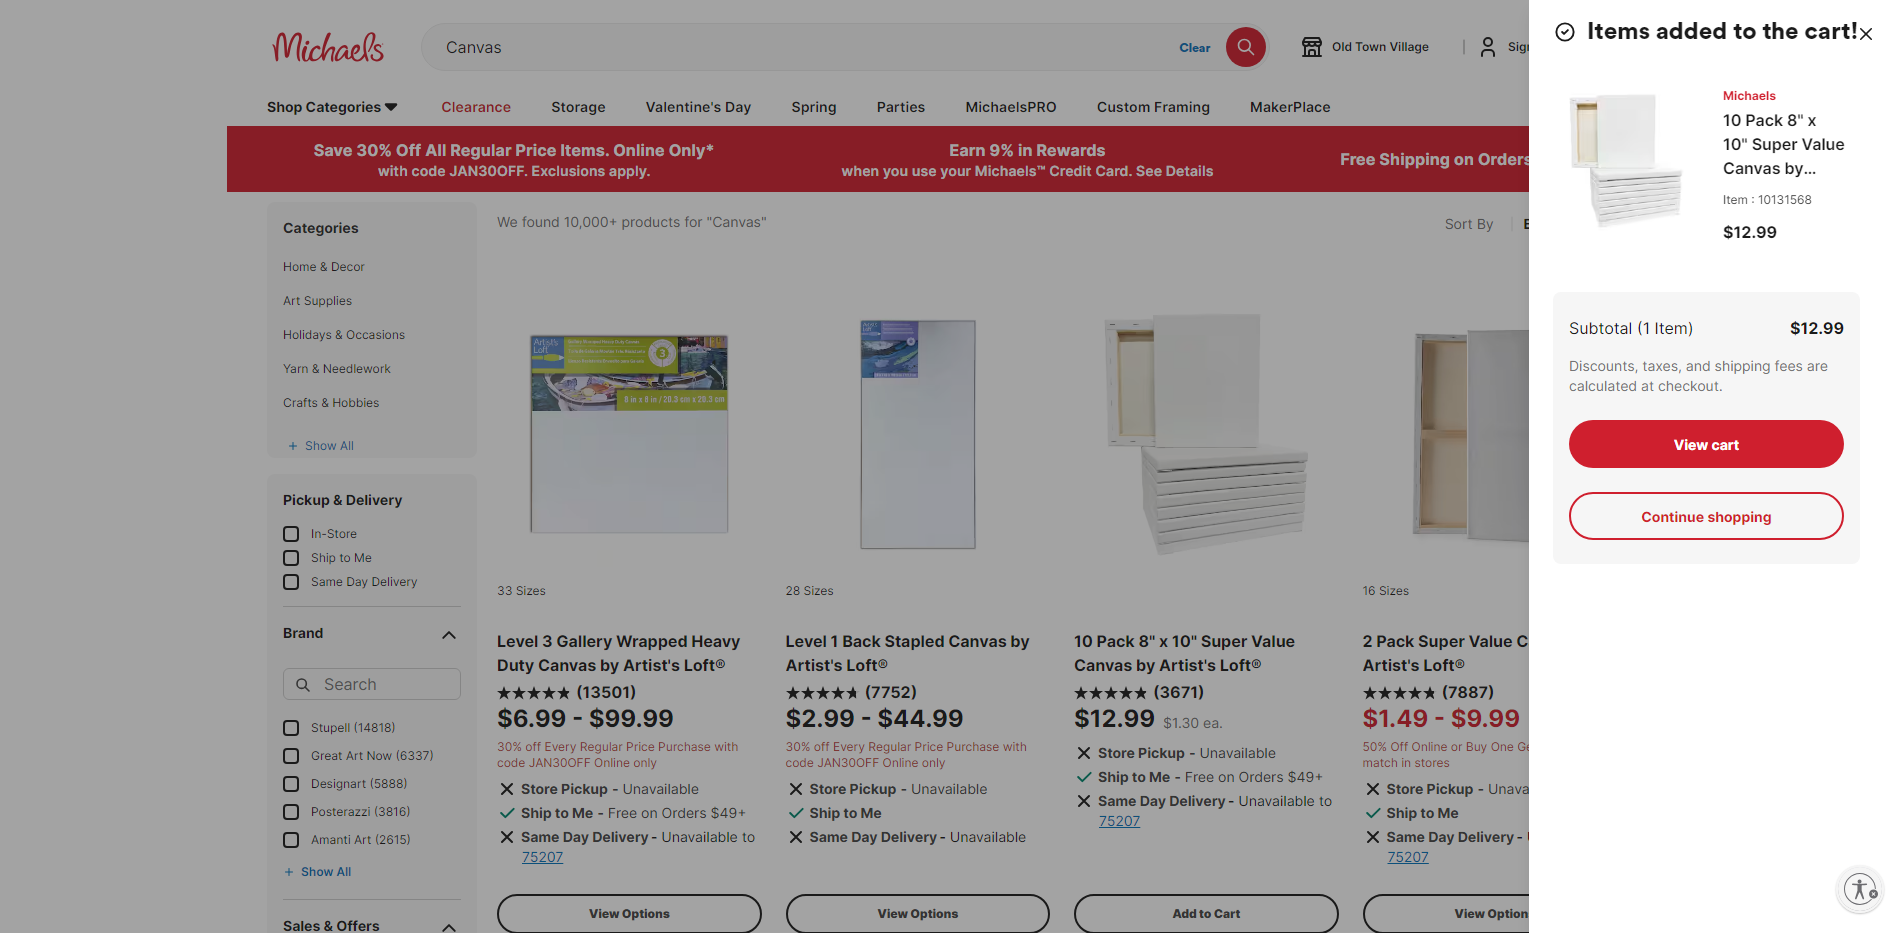 Michaels
Canvas
Clear
Old Town Village
Shop Categories
Clearance
Storage
Valentine's Day
Spring
Parties
MichaelsPRO
Custom Framing
MakerPlace
Save 30% Off All Regular Price Items. Online Only*
with code JAN30OFF. Exclusions apply.
Earn 9% in Rewards
when you use your Michaels™ Credit Card. See Details
Free Shipping on Orders
Categories
Home & Decor
Art Supplies
Holidays & Occasions
Yarn & Needlework
Crafts & Hobbies
+ Show All
Pickup & Delivery
In-Store
Ship to Me
Same Day Delivery
Brand
Search
Stupell (14818)
Great Art Now (6337)
Designart (5888)
Posterazzi (3816)
Amanti Art (2615)
+ Show All
Sales & Offers
We found 10,000+ products for "Canvas"
Sort By
Artist's
Loft
3
8 in x 8 in / 20.3 cm x 20.3 cm
33 Sizes
Level 3 Gallery Wrapped Heavy
Duty Canvas by Artist's Loft®
(13501)
$6.99 - $99.99
30% off Every Regular Price Purchase with
code JAN30OFF Online only
Store Pickup - Unavailable
Ship to Me - Free on Orders $49+
Same Day Delivery - Unavailable to
75207
View Options
28 Sizes
Level 1 Back Stapled Canvas by
Artist's Loft®
(7752)
$2.99 - $44.99
30% off Every Regular Price Purchase with
code JAN30OFF Online only
Store Pickup - Unavailable
Ship to Me
Same Day Delivery - Unavailable
View Options
10 Pack 8" x 10" Super Value
Canvas by Artist's Loft®
(3671)
$12.99 $1.30 ea.
Store Pickup - Unavailable
Ship to Me - Free on Orders $49+
Same Day Delivery - Unavailable to
75207
Add to Cart
16 Sizes
2 Pack Super Value C
Artist's Loft®
(7887)
$1.49 - $9.99
50% Off Online or Buy One Ge
match in stores
Store Pickup - Unava
Ship to Me
Same Day Delivery -
75207
View Option
Items added to the cart!
Michaels
10 Pack 8" x
10" Super Value
Canvas by...
Item : 10131568
$12.99
Subtotal (1 Item)
$12.99
Discounts, taxes, and shipping fees are
calculated at checkout.
View cart
Continue shopping